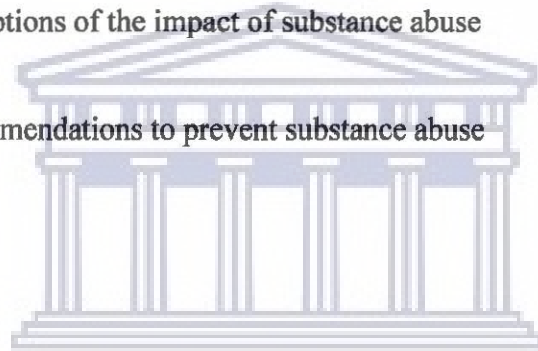 ptions of the impact of substance abuse
mendations to prevent substance abuse